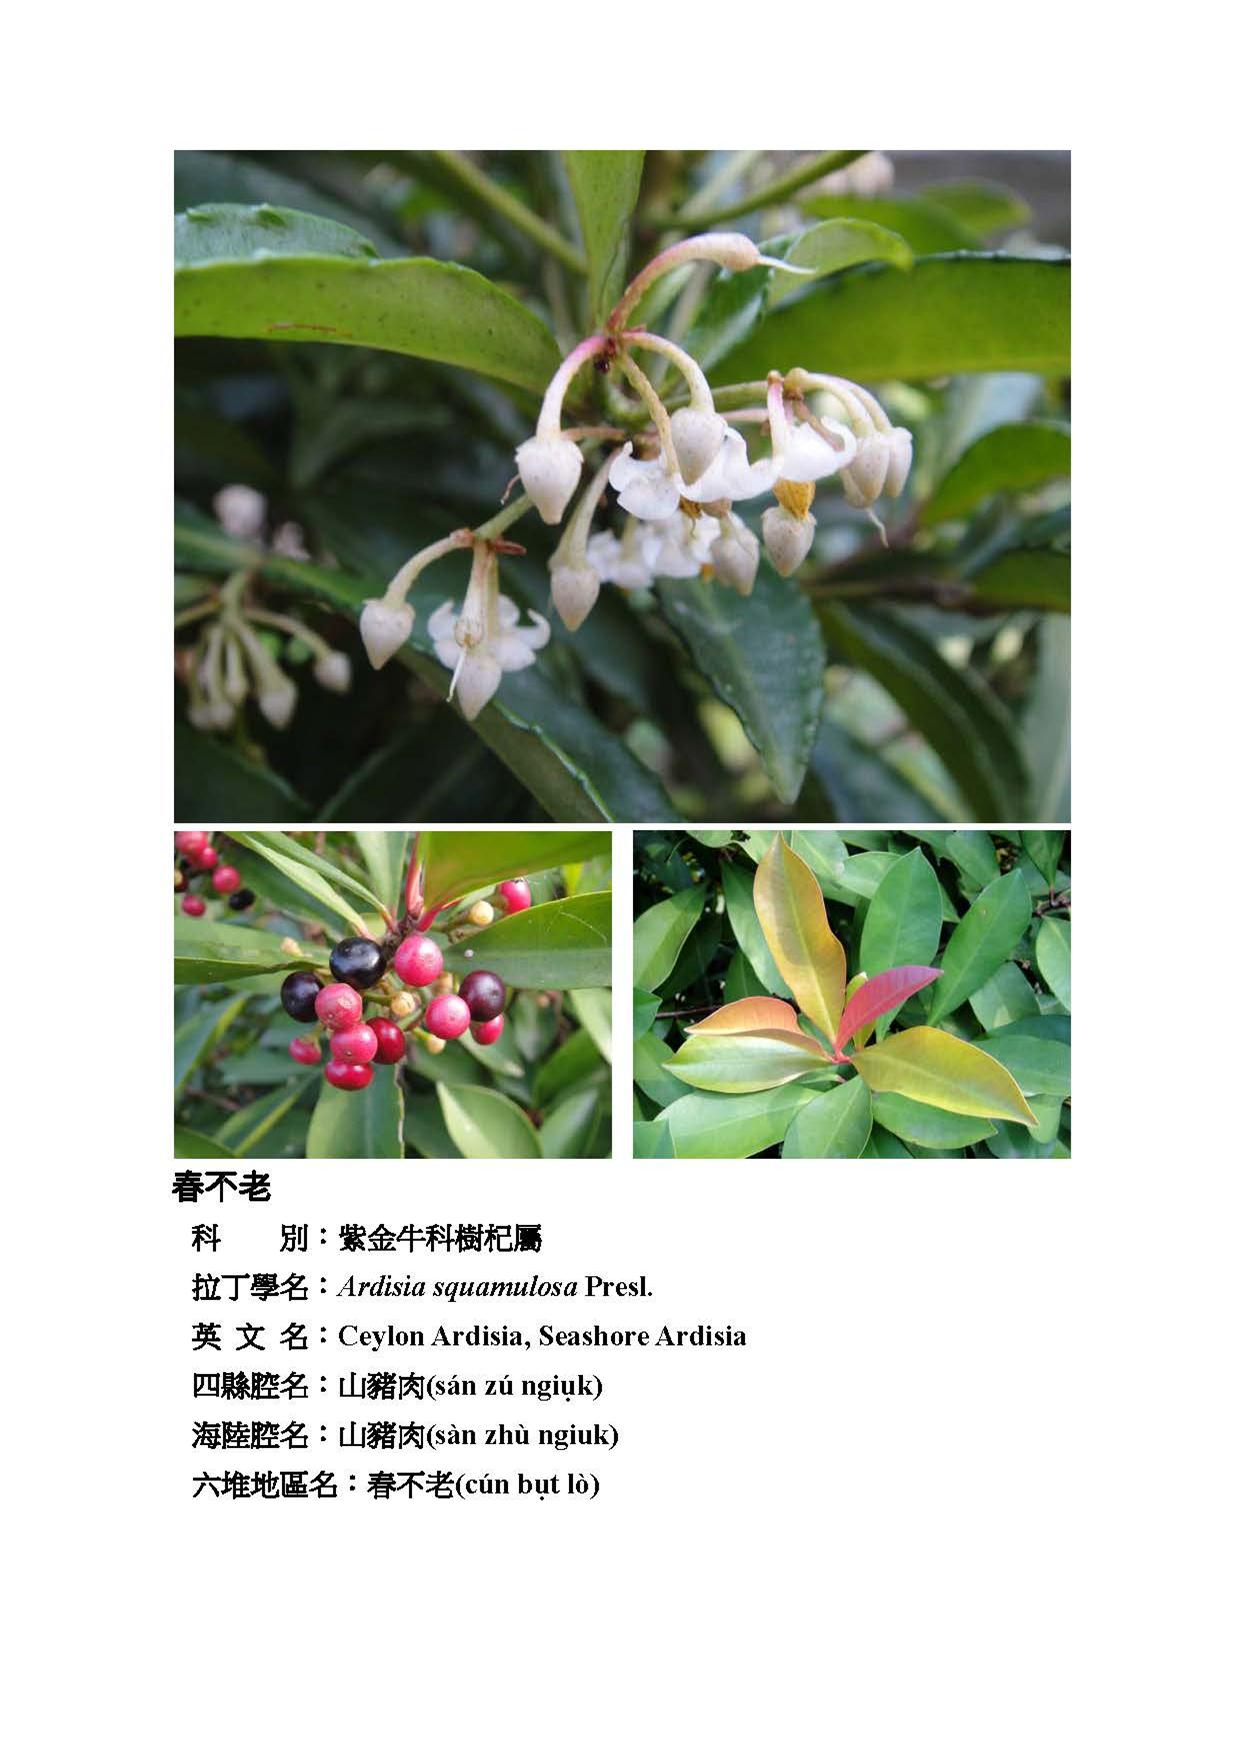 春不老
科　　別：紫金牛科樹杞屬
拉丁學名：Ardisia squamulosa Presl.
英 文 名：Ceylon Ardisia, Seashore Ardisia
四縣腔名：山豬肉(sán zú ngiụk)
海陸腔名：山豬肉(sàn zhù ngiuk)
六堆地區名：春不老(cún bụt lò)